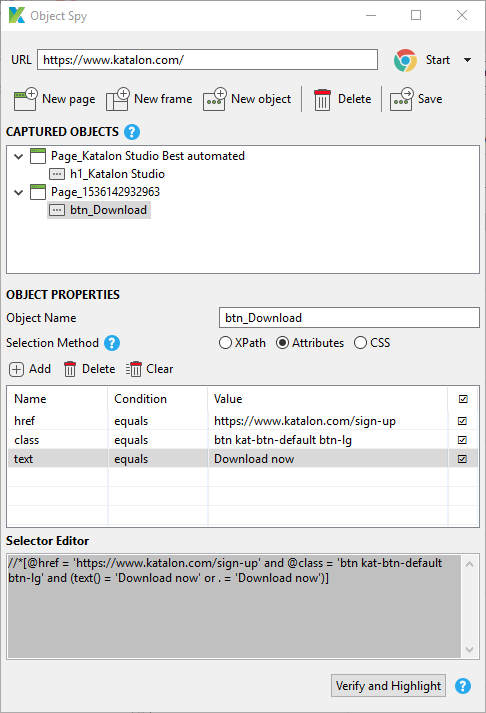 Object Spy
URL https://www.katalon.com/ Start
New page New frame New object Delete Save
CAPTURED OBJECTS ?
Page_Katalon Studio Best automated
h1_Katalon Studio
Page_1536142932963
btn_Download
OBJECT PROPERTIES
Object Name btn_Download
Selection Method ? XPath Attributes CSS
Add Delete Clear
Name Condition Value
href equals https://www.katalon.com/sign-up
class equals btn kat-btn-default btn-lg
text equals Download now
Selector Editor
//*[@href = 'https://www.katalon.com/sign-up' and @class = 'btn kat-btn-default
btn-lg' and (text() = 'Download now' or . = 'Download now')]
Verify and Highlight ?